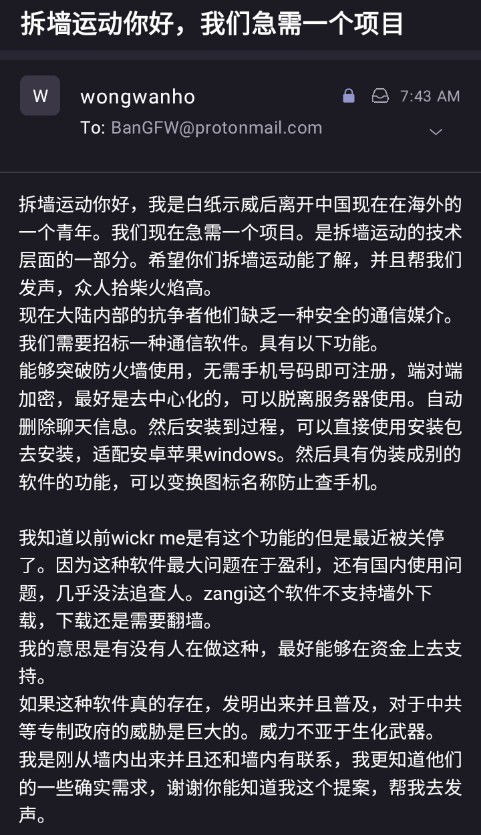 拆墙运动你好，我们急需一个项目
W
wongwanho
7:43 AM
To: BanGFW@protonmail.com
拆墙运动你好，我是白纸示威后离开中国现在在海外的
一个青年。我们现在急需一个项目。是拆墙运动的技术
层面的一部分。希望你们拆墙运动能了解，并且帮我们
发声，众人拾柴火焰高。
现在大陆内部的抗争者他们缺乏一种安全的通信媒介。
我们需要招标一种通信软件。具有以下功能。
能够突破防火墙使用，无需手机号码即可注册，端对端
加密，最好是去中心化的，可以脱离服务器使用。自动
删除聊天信息。然后安装到过程，可以直接使用安装包
去安装，适配安卓苹果windows。然后具有伪装成别的
软件的功能，可以变换图标名称防止查手机。
我知道以前wickr me是有这个功能的但是最近被关停
了。因为这种软件最大问题在于盈利，还有国内使用问
题，几乎没法追查人。zangi这个软件不支持墙外下
载，下载还是需要翻墙。
我的意思是有没有人在做这种，最好能够在资金上去支
持。
如果这种软件真的存在，发明出来并且普及，对于中共
等专制政府的威胁是巨大的。威力不亚于生化武器。
我是刚从墙内出来并且还和墙内有联系，我更知道他们
的一些确实需求，谢谢你能知道我这个提案，帮我去发
声。